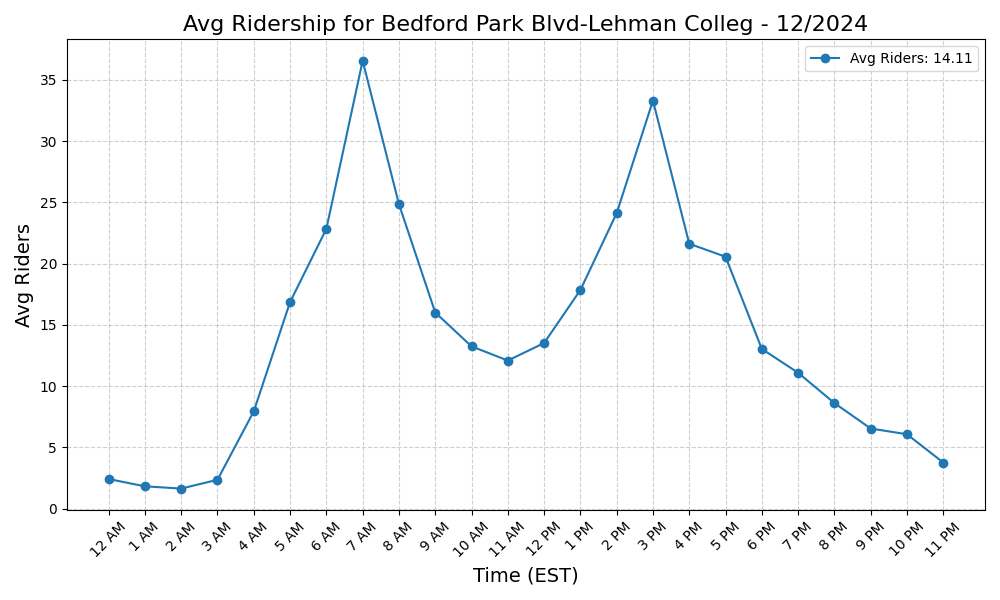 Avg Ridership for Bedford Park Blvd-Lehman Colleg - 12/2024
Avg Riders: 14.11
Avg Riders
35
30
25
20
15
10
5
0
12 AM
1 AM
2 AM
3 AM
4 AM
5 AM
6 AM
7 AM
8 AM
9 AM
10 AM
11 AM
12 PM
1 PM
2 PM
3 PM
4 PM
5 PM
6 PM
7 PM
8 PM
9 PM
10 PM
11 PM
Time (EST)